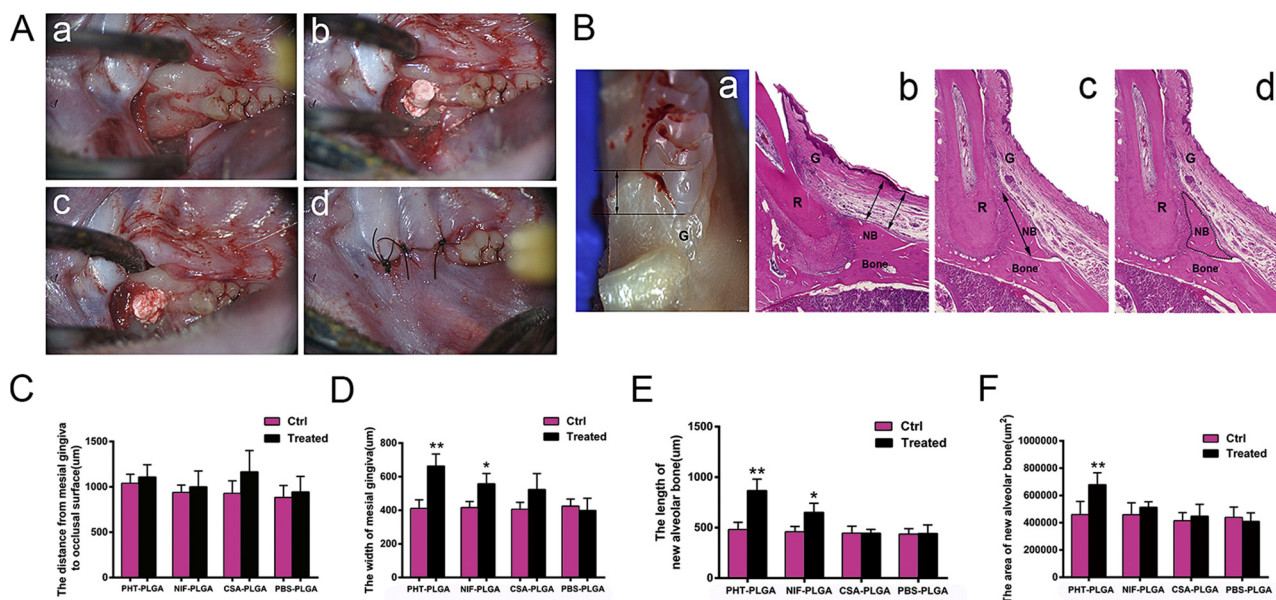 A
a
b
c
d
B
a
b
c
d
G
G
R
NB
Bone
G
R
NB
Bone
G
R
NB
Bone
C
Ctrl
Treated
The distance from mesial gingiva
to occlusal surface(um)
1500
1000
500
0
PHT-PLGA NIF-PLGA CSA-PLGA PBS-PLGA
D
Ctrl
Treated
The width of mesial gingiva(um)
800
600
400
200
0
** *
PHT-PLGA NIF-PLGA CSA-PLGA PBS-PLGA
E
Ctrl
Treated
The length of
new alveolar bone(um)
1500
1000
500
0
** *
PHT-PLGA NIF-PLGA CSA-PLGA PBS-PLGA
F
Ctrl
Treated
The area of new alveolar bone(um²)
1000000
800000
600000
400000
200000
0
**
PHT-PLGA NIF-PLGA CSA-PLGA PBS-PLGA